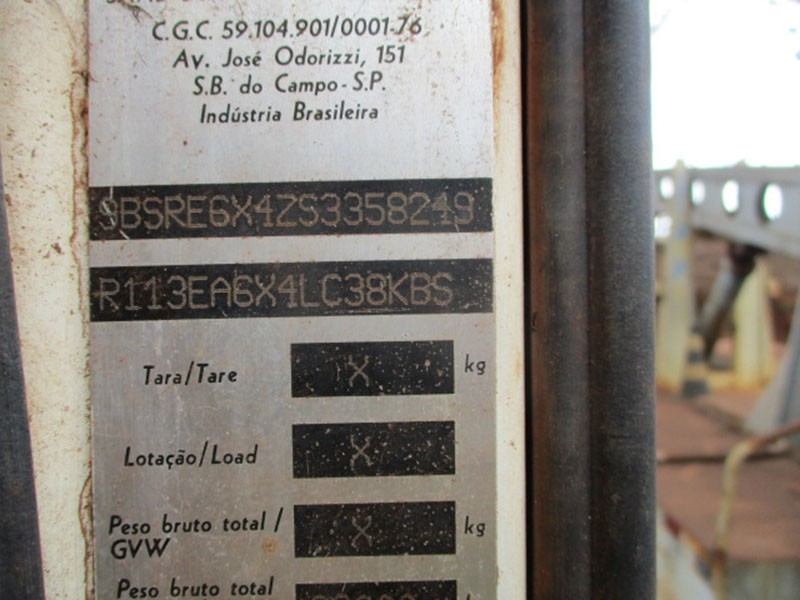 C.G.C. 59.104.901/0001-76
Av. José Odorizzi, 151
S.B. do Campo - S.P.
Indústria Brasileira
9BSRE6X4ZS3358249
R113EA6X4LC38KBS
Tara/Tare X kg
Lotação/Load X
Peso bruto total / X kg
GVW
Peso bruto total